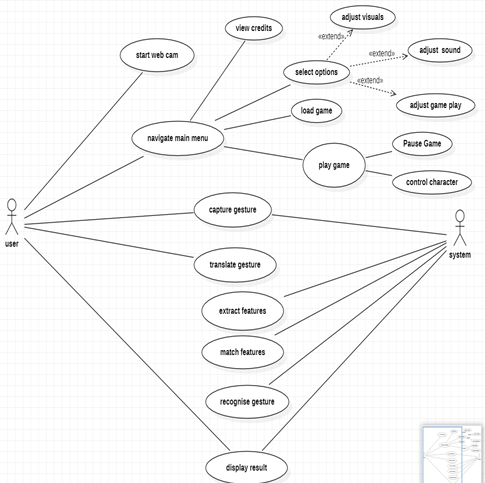 adjust visuals
view credits
«extend»
adjust  sound
start web cam
«extend»
select options
«extend»
adjust game play
load game
navigate main menu
Pause Game
play game
control character
capture gesture
user
system
translate gesture
extract features
match features
recognise gesture
display result